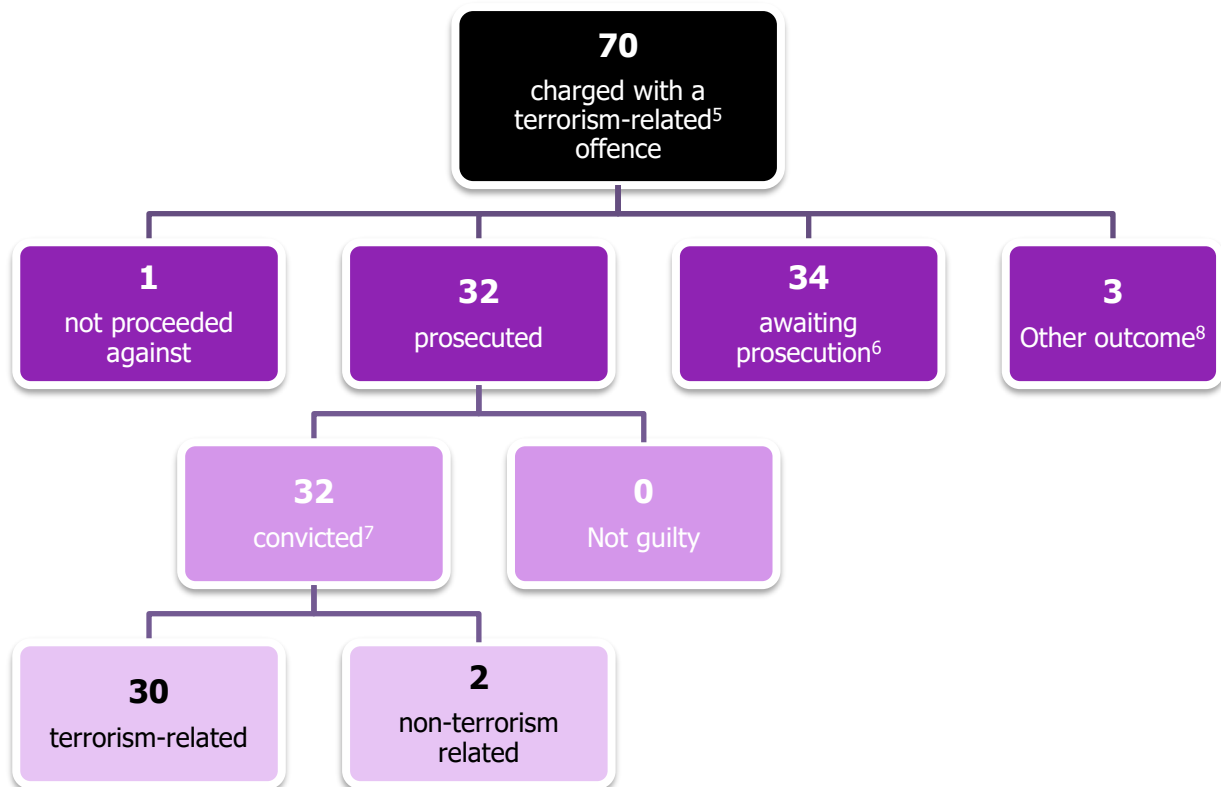 70
charged with a
terrorism-related⁵
offence
1
not proceeded
against
32
prosecuted
34
awaiting
prosecution⁶
3
Other outcome⁸
32
convicted⁷
0
Not guilty
30
terrorism-related
2
non-terrorism
related